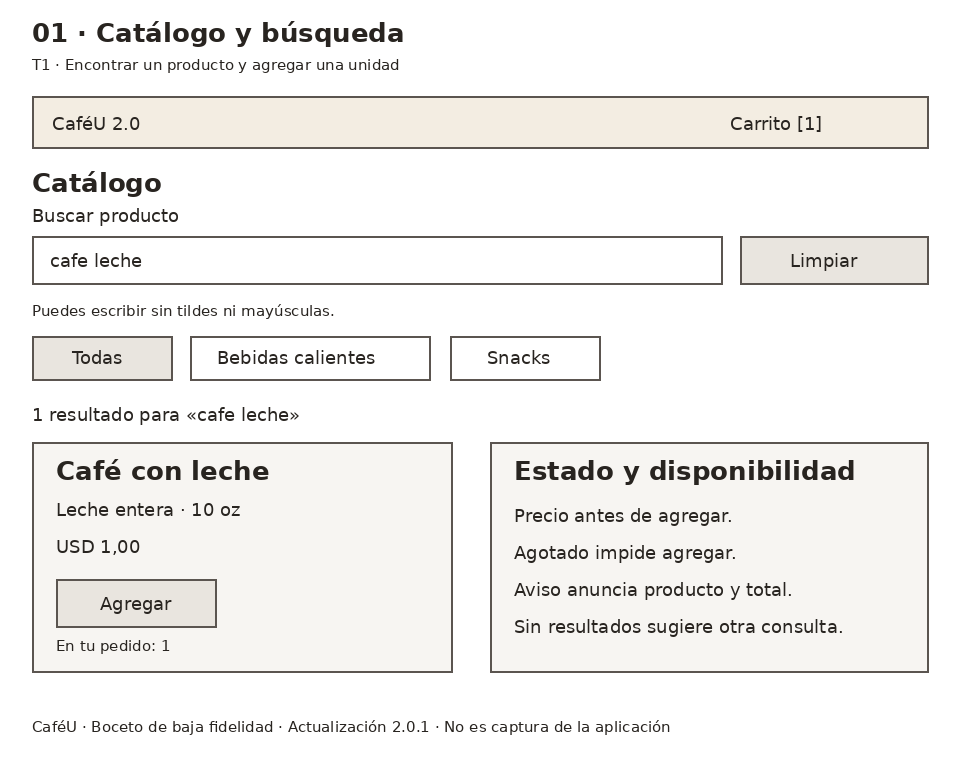 01 · Catálogo y búsqueda
T1 · Encontrar un producto y agregar una unidad
CaféU 2.0 Carrito [1]
Catálogo
Buscar producto
cafe leche Limpiar
Puedes escribir sin tildes ni mayúsculas.
Todas Bebidas calientes Snacks
1 resultado para «cafe leche»
Café con leche
Leche entera · 10 oz
USD 1,00
Agregar
En tu pedido: 1
Estado y disponibilidad
Precio antes de agregar.
Agotado impide agregar.
Aviso anuncia producto y total.
Sin resultados sugiere otra consulta.
CaféU · Boceto de baja fidelidad · Actualización 2.0.1 · No es captura de la aplicación